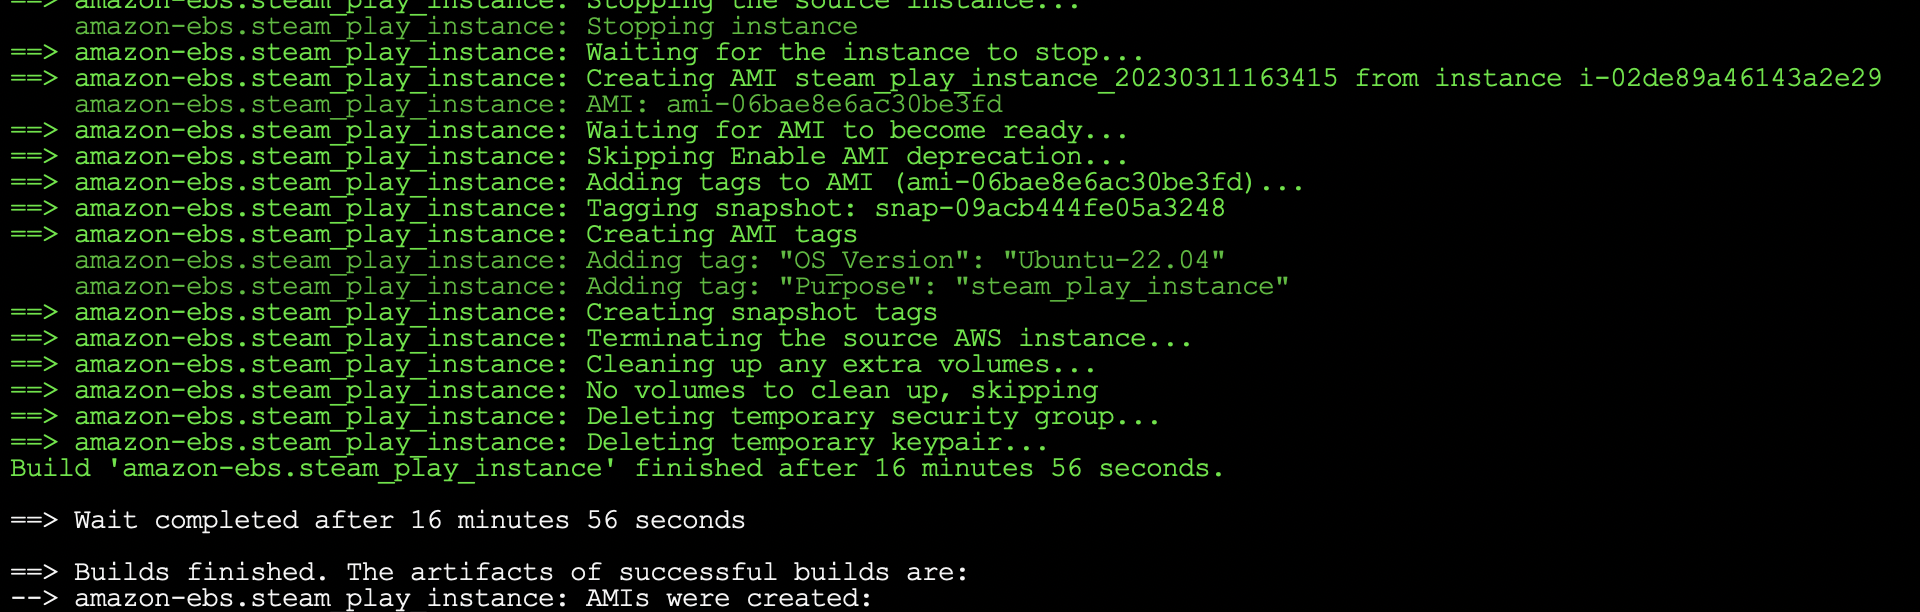 ==> amazon-ebs.steam_play_instance: Stopping the source instance...
    amazon-ebs.steam_play_instance: Stopping instance
==> amazon-ebs.steam_play_instance: Waiting for the instance to stop...
==> amazon-ebs.steam_play_instance: Creating AMI steam_play_instance_20230311163415 from instance i-02de89a46143a2e29
    amazon-ebs.steam_play_instance: AMI: ami-06bae8e6ac30be3fd
==> amazon-ebs.steam_play_instance: Waiting for AMI to become ready...
==> amazon-ebs.steam_play_instance: Skipping Enable AMI deprecation...
==> amazon-ebs.steam_play_instance: Adding tags to AMI (ami-06bae8e6ac30be3fd)...
==> amazon-ebs.steam_play_instance: Tagging snapshot: snap-09acb444fe05a3248
==> amazon-ebs.steam_play_instance: Creating AMI tags
    amazon-ebs.steam_play_instance: Adding tag: "OS_Version": "Ubuntu-22.04"
    amazon-ebs.steam_play_instance: Adding tag: "Purpose": "steam_play_instance"
==> amazon-ebs.steam_play_instance: Creating snapshot tags
==> amazon-ebs.steam_play_instance: Terminating the source AWS instance...
==> amazon-ebs.steam_play_instance: Cleaning up any extra volumes...
==> amazon-ebs.steam_play_instance: No volumes to clean up, skipping
==> amazon-ebs.steam_play_instance: Deleting temporary security group...
==> amazon-ebs.steam_play_instance: Deleting temporary keypair...
Build 'amazon-ebs.steam_play_instance' finished after 16 minutes 56 seconds.

==> Wait completed after 16 minutes 56 seconds

==> Builds finished. The artifacts of successful builds are:
--> amazon-ebs.steam_play_instance: AMIs were created: